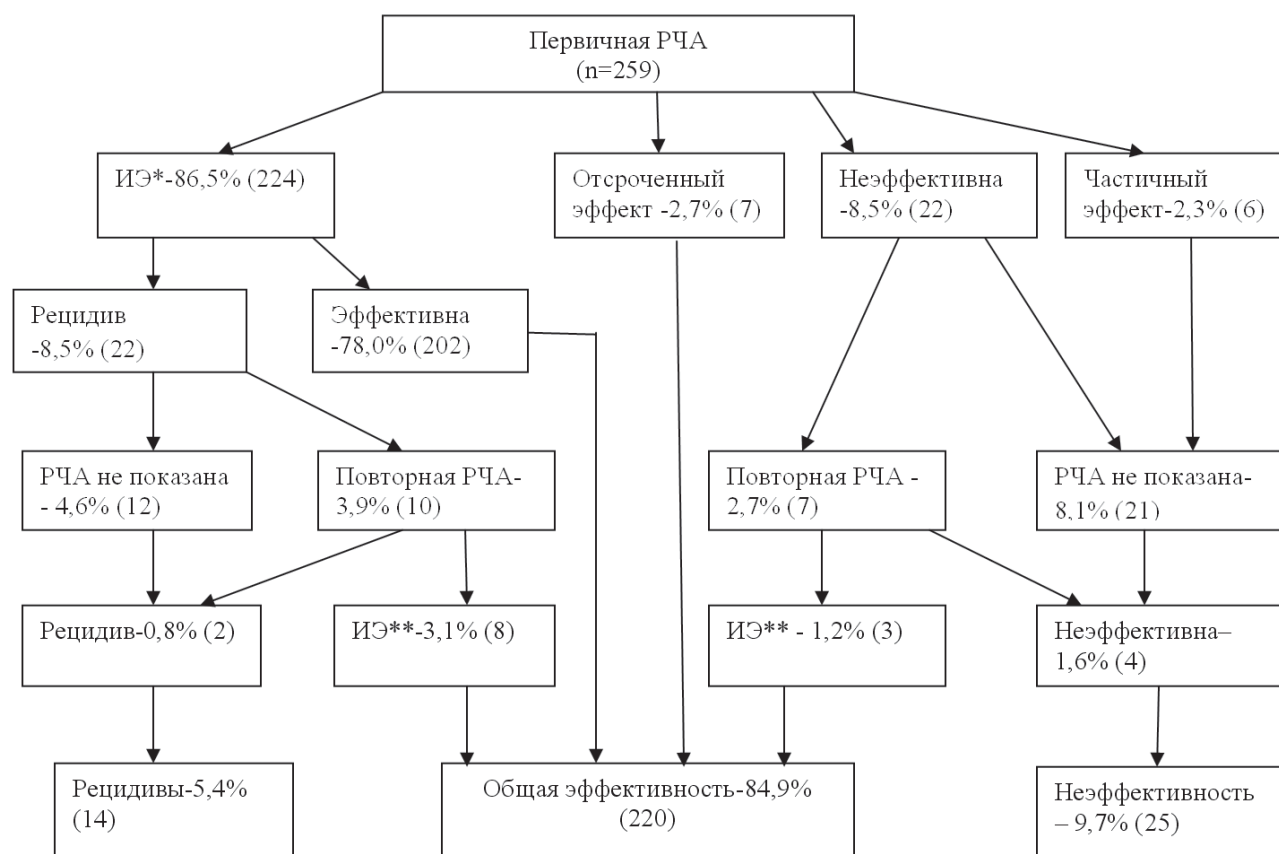 Первичная РЧА
(n=259)
ИЭ*-86,5% (224)
Отсроченный
эффект -2,7% (7)
Неэффективна
-8,5% (22)
Частичный
эффект-2,3% (6)
Рецидив
-8,5% (22)
Эффективна
-78,0% (202)
РЧА не показана
- 4,6% (12)
Повторная РЧА-
3,9% (10)
Повторная РЧА -
2,7% (7)
РЧА не показана-
8,1% (21)
Рецидив-0,8% (2)
ИЭ**-3,1% (8)
ИЭ** - 1,2% (3)
Неэффективна–
1,6% (4)
Рецидивы-5,4%
(14)
Общая эффективность-84,9%
(220)
Неэффективность
– 9,7% (25)